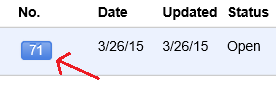 No. Date Updated Status
71 3/26/15 3/26/15 Open